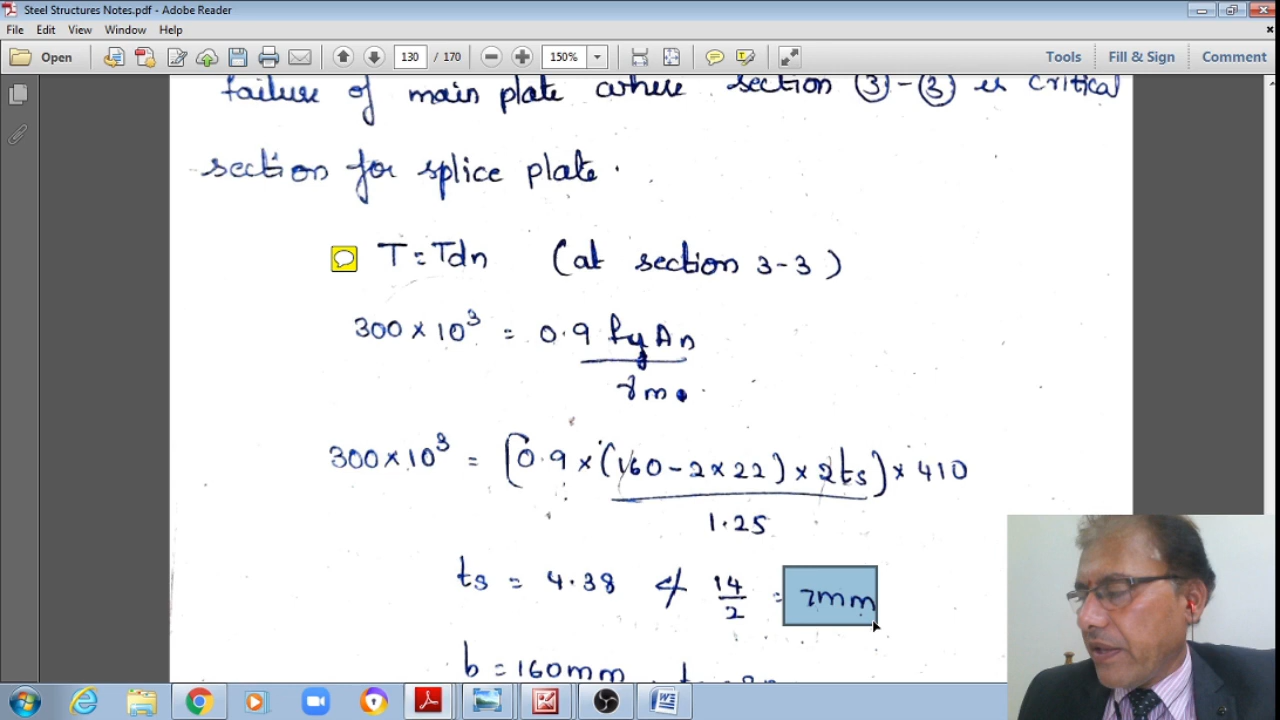 Steel Structures Notes.pdf - Adobe Reader
File Edit View Window Help
Open 130 / 170 150% Tools Fill & Sign Comment
failure of main plate where section (3)-(3) is critical
section for splice plate.
T = Tdn (at section 3-3)
300 × 10³ = 0.9 fy An
γm
300 × 10³ = [0.9 × (160 - 2 × 22) × 2ts] × 410
1.25
ts = 4.38 14 = 7mm
2
b = 160mm